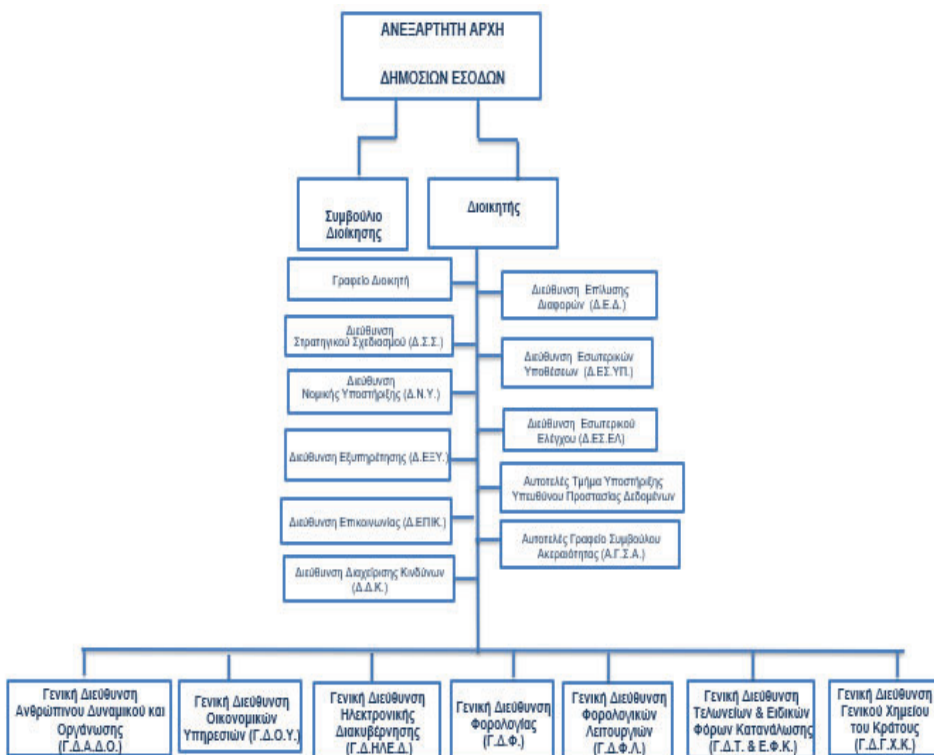 ΑΝΕΞΑΡΤΗΤΗ ΑΡΧΗ
ΔΗΜΟΣΙΩΝ ΕΣΟΔΩΝ
Συμβούλιο
Διοίκησης
Διοικητής
Γραφείο Διοικητή
Διεύθυνση
Στρατηγικού Σχεδιασμού (Δ.Σ.Σ.)
Διεύθυνση
Νομικής Υποστήριξης (Δ.Ν.Υ.)
Διεύθυνση Εξυπηρέτησης (Δ.ΕΞΥ.)
Διεύθυνση Επικοινωνίας (Δ.ΕΠΙΚ.)
Διεύθυνση Διαχείρισης Κινδύνων
(Δ.Δ.Κ.)
Διεύθυνση Επίλυσης
Διαφορών (Δ.Ε.Δ.)
Διεύθυνση Εσωτερικών
Υποθέσεων (Δ.ΕΣ.ΥΠ.)
Διεύθυνση Εσωτερικού
Ελέγχου (Δ.ΕΣ.ΕΛ)
Αυτοτελές Τμήμα Υποστήριξης
Υπευθύνου Προστασίας Δεδομένων
Αυτοτελές Γραφείο Συμβούλου
Ακεραιότητας (Α.Γ.Σ.Α.)
Γενική Διεύθυνση
Ανθρώπινου Δυναμικού και
Οργάνωσης
(Γ.Δ.Α.Δ.Ο.)
Γενική Διεύθυνση
Οικονομικών
Υπηρεσιών (Γ.Δ.Ο.Υ.)
Γενική Διεύθυνση
Ηλεκτρονικής
Διακυβέρνησης
(Γ.Δ.ΗΛΕ.Δ.)
Γενική Διεύθυνση
Φορολογίας
(Γ.Δ.Φ.)
Γενική Διεύθυνση
Φορολογικών
Λειτουργιών
(Γ.Δ.Φ.Λ.)
Γενική Διεύθυνση
Τελωνείων & Ειδικών
Φόρων Κατανάλωσης
(Γ.Δ.Τ. & Ε.Φ.Κ.)
Γενική Διεύθυνση
Γενικού Χημείου
του Κράτους
(Γ.Δ.Γ.Χ.Κ.)